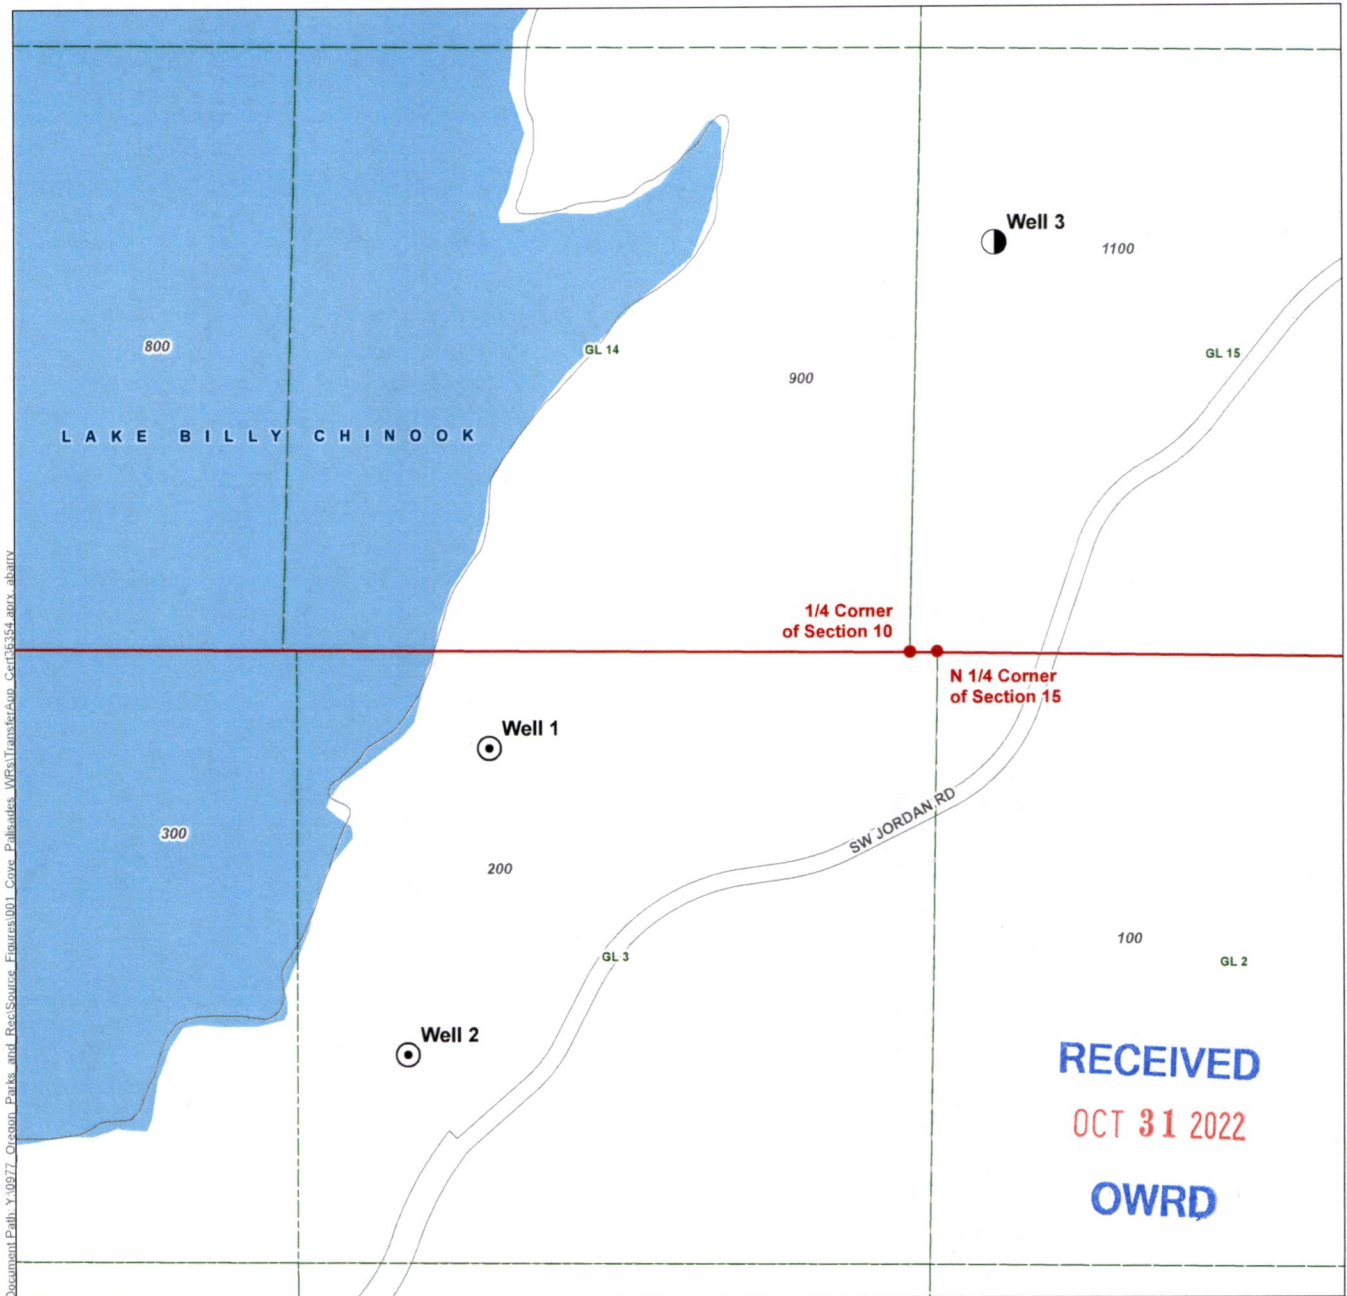 Well 3
1100
800
GL 14
GL 15
900
LAKE BILLY CHINOOK
1/4 Corner
of Section 10
N 1/4 Corner
of Section 15
Well 1
SW JORDAN RD
300
200
100
GL 3
GL 2
Well 2
RECEIVED
OCT 31 2022
OWRD
Document Path: Y:\0977_Oregon_Parks_and_Rec\Source_Figures\001_Cove_Palisades_WRs\TransferApp_Cert36354.aprx, abarry